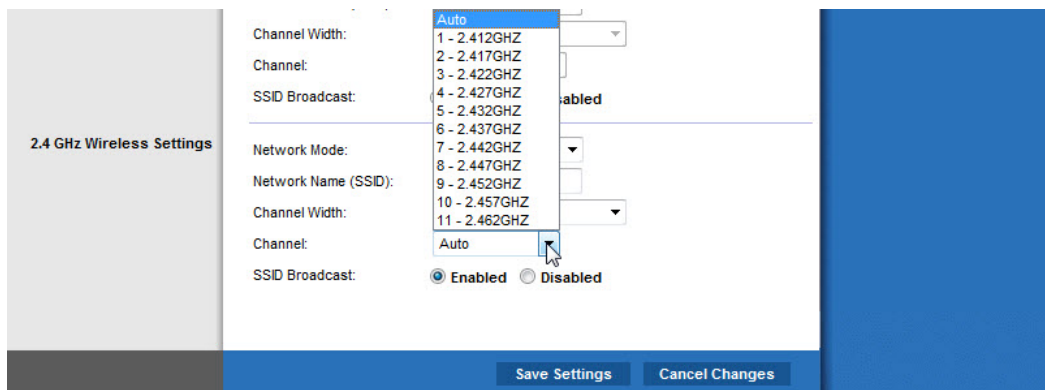 Auto
Channel Width:
1 - 2.412GHZ
2 - 2.417GHZ
Channel:
3 - 2.422GHZ
4 - 2.427GHZ
SSID Broadcast:
abled
5 - 2.432GHZ
6 - 2.437GHZ
2.4 GHz Wireless Settings
Network Mode:
7 - 2.442GHZ
8 - 2.447GHZ
Network Name (SSID):
9 - 2.452GHZ
10 - 2.457GHZ
Channel Width:
11 - 2.462GHZ
Channel:
Auto
SSID Broadcast:
Enabled
Disabled
Save Settings
Cancel Changes